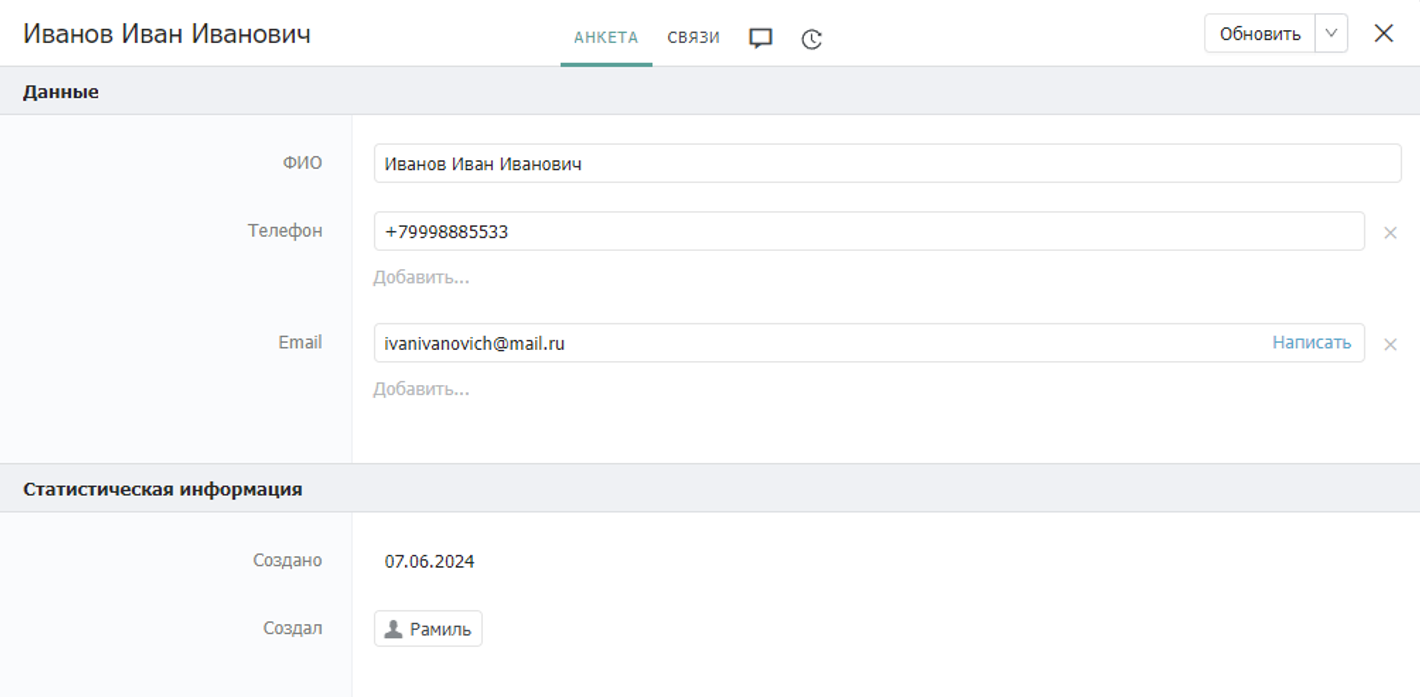 Иванов Иван Иванович АНКЕТА СВЯЗИ Обновить
Данные
ФИО Иванов Иван Иванович
Телефон +79998885533
Добавить...
Email ivanivanovich@mail.ru Написать
Добавить...
Статистическая информация
Создано 07.06.2024
Создал Рамиль